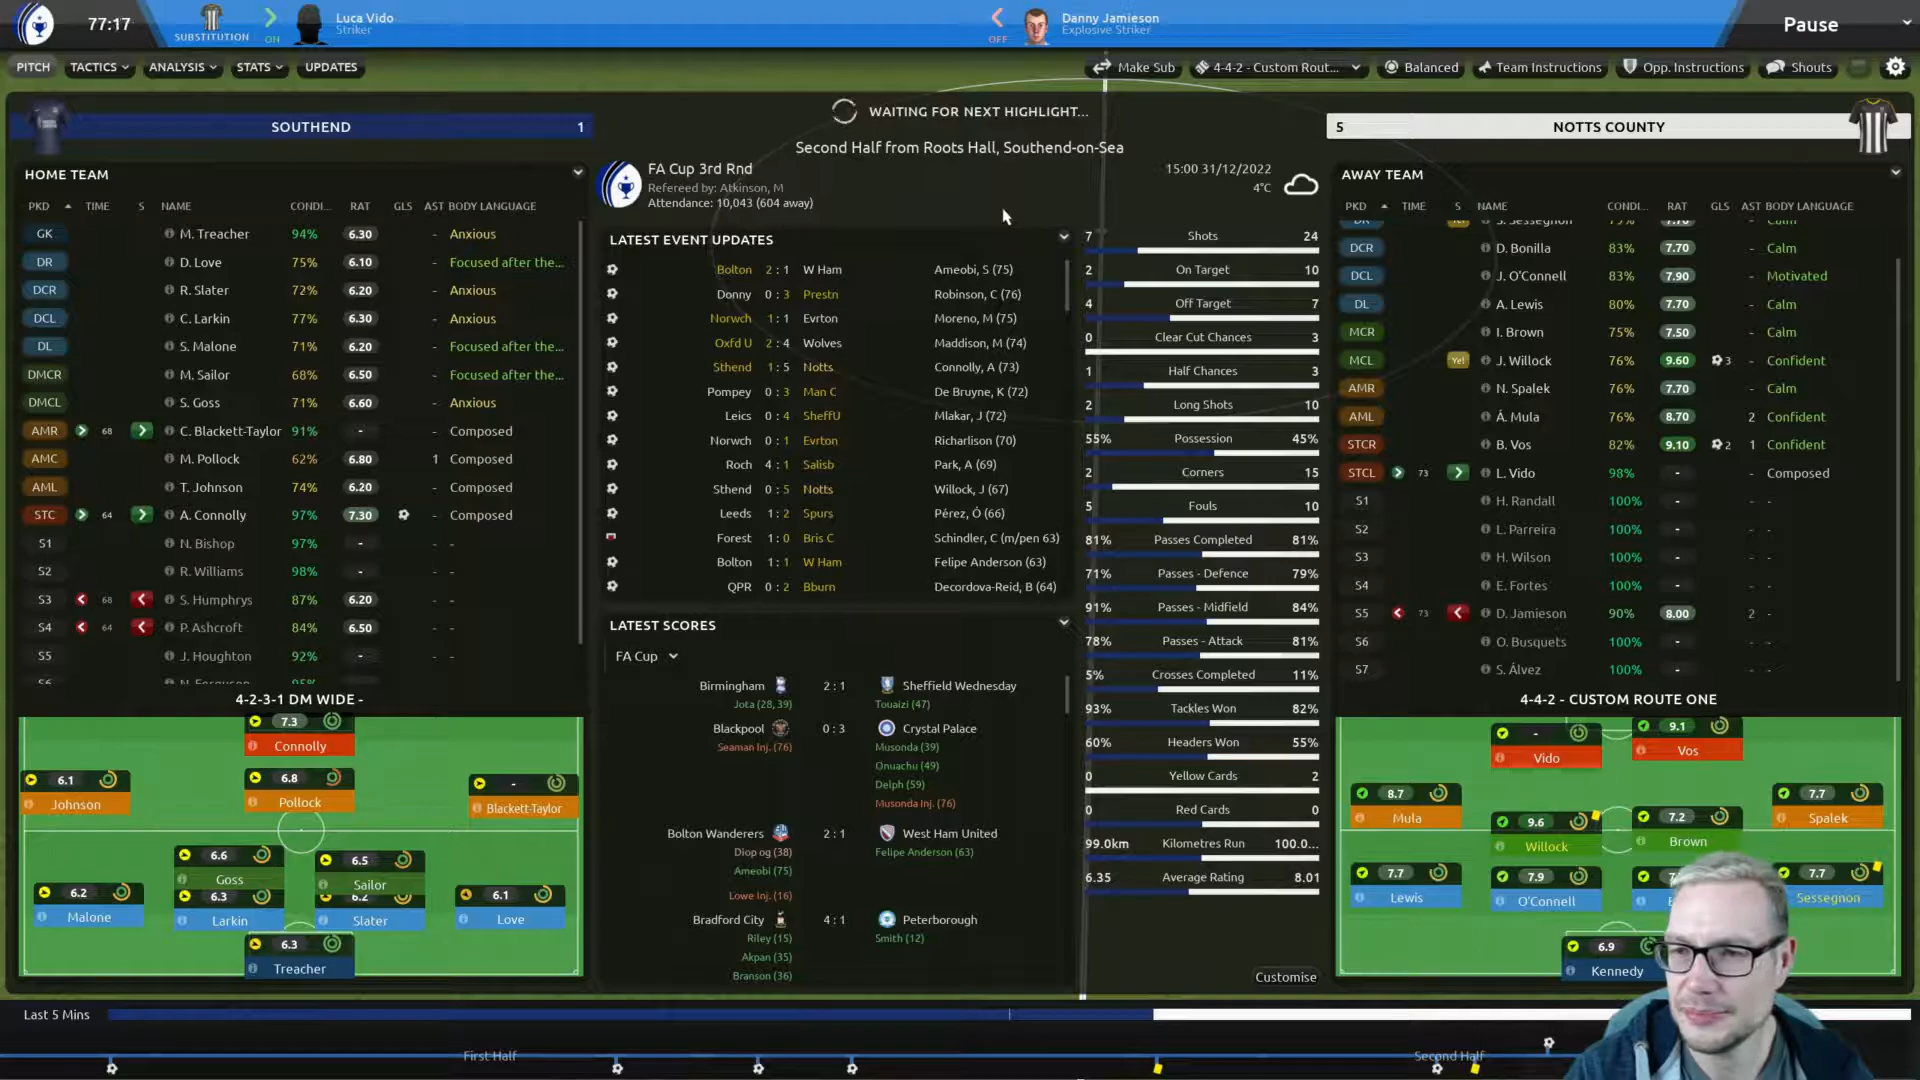 77:17
SUBSTITUTION
ON
Luca Vido
Striker
OFF
Danny Jamieson
Explosive Striker
Pause
PITCH TACTICS ANALYSIS STATS UPDATES
Make Sub 4-4-2 - Custom Rout... Balanced Team Instructions Opp. Instructions Shouts
SOUTHEND 1
WAITING FOR NEXT HIGHLIGHT...
5 NOTTS COUNTY
Second Half from Roots Hall, Southend-on-Sea
HOME TEAM
PKD TIME S NAME CONDI... RAT GLS AST BODY LANGUAGE
GK M. Treacher 94% 6.30 - Anxious
DR D. Love 75% 6.10 - Focused after the...
DCR R. Slater 72% 6.20 - Anxious
DCL C. Larkin 77% 6.30 - Anxious
DL S. Malone 71% 6.20 - Focused after the...
DMCR M. Sailor 68% 6.50 - Focused after the...
DMCL S. Goss 71% 6.60 - Anxious
AMR 68 C. Blackett-Taylor 91% - - Composed
AMC M. Pollock 62% 6.80 1 Composed
AML T. Johnson 74% 6.20 - Composed
STC 64 A. Connolly 97% 7.30 - Composed
S1 N. Bishop 97% - - -
S2 R. Williams 98% - - -
S3 68 S. Humphrys 87% 6.20 - -
S4 64 P. Ashcroft 84% 6.50 - -
S5 J. Houghton 92% - - -
4-2-3-1 DM WIDE -
7.3
Connolly
6.1 6.8 -
Johnson Pollock Blackett-Taylor
6.6 6.5
Goss Sailor
6.2 6.3 6.2 6.1
Malone Larkin Slater Love
6.3
Treacher
FA Cup 3rd Rnd
Refereed by: Atkinson, M
Attendance: 10,043 (604 away)
15:00 31/12/2022
4°C
LATEST EVENT UPDATES
Bolton 2 : 1 W Ham Ameobi, S (75)
Donny 0 : 3 Prestn Robinson, C (76)
Norwch 1 : 1 Evrton Moreno, M (75)
Oxfd U 2 : 4 Wolves Maddison, M (74)
Sthend 1 : 5 Notts Connolly, A (73)
Pompey 0 : 3 Man C De Bruyne, K (72)
Leics 0 : 4 SheffU Mlakar, J (72)
Norwch 0 : 1 Evrton Richarlison (70)
Roch 4 : 1 Salisb Park, A (69)
Sthend 0 : 5 Notts Willock, J (67)
Leeds 1 : 2 Spurs Pérez, Ó (66)
Forest 1 : 0 Bris C Schindler, C (m/pen 63)
Bolton 1 : 1 W Ham Felipe Anderson (63)
QPR 0 : 2 Bburn Decordova-Reid, B (64)
LATEST SCORES
FA Cup
Birmingham 2 : 1 Sheffield Wednesday
Jota (28, 39) Touaizi (47)
Blackpool 0 : 3 Crystal Palace
Seaman Inj. (76) Musonda (39)
Onuachu (49)
Delph (59)
Musonda Inj. (76)
Bolton Wanderers 2 : 1 West Ham United
Diop og (38) Felipe Anderson (63)
Ameobi (75)
Lowe Inj. (16)
Bradford City 4 : 1 Peterborough
Riley (15) Smith (12)
Akpan (35)
Branson (36)
7 Shots 24
2 On Target 10
4 Off Target 7
0 Clear Cut Chances 3
1 Half Chances 3
2 Long Shots 10
55% Possession 45%
2 Corners 15
5 Fouls 10
81% Passes Completed 81%
71% Passes - Defence 79%
91% Passes - Midfield 84%
78% Passes - Attack 81%
5% Crosses Completed 11%
93% Tackles Won 82%
60% Headers Won 55%
0 Yellow Cards 2
0 Red Cards 0
99.0km Kilometres Run 100.0...
6.35 Average Rating 8.01
Customise
AWAY TEAM
PKD TIME S NAME CONDI... RAT GLS AST BODY LANGUAGE
DR S. Sessegnon 75% 7.70 - Calm
DCR D. Bonilla 83% 7.70 - Calm
DCL J. O'Connell 83% 7.90 - Motivated
DL A. Lewis 80% 7.70 - Calm
MCR I. Brown 75% 7.50 - Calm
MCL Yel J. Willock 76% 9.60 3 - Confident
AMR N. Spalek 76% 7.70 - Calm
AML Á. Mula 76% 8.70 2 Confident
STCR B. Vos 82% 9.10 2 1 Confident
STCL 73 L. Vido 98% - - Composed
S1 H. Randall 100% - - -
S2 L. Parreira 100% - - -
S3 H. Wilson 100% - - -
S4 E. Fortes 100% - - -
S5 73 D. Jamieson 90% 8.00 2 -
S6 O. Busquets 100% - - -
S7 S. Álvez 100% - - -
4-4-2 - CUSTOM ROUTE ONE
- 9.1
Vido Vos
8.7 9.6 7.2 7.7
Mula Willock Brown Spalek
7.7 7.9 7.7
Lewis O'Connell Sessegnon
6.9
Kennedy
Last 5 Mins
First Half Second Half